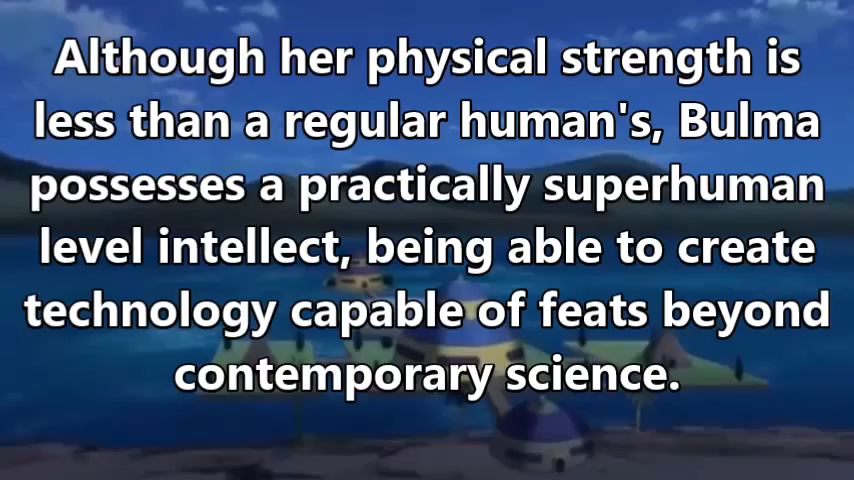 Although her physical strength is
less than a regular human's, Bulma
possesses a practically superhuman
level intellect, being able to create
technology capable of feats beyond
contemporary science.